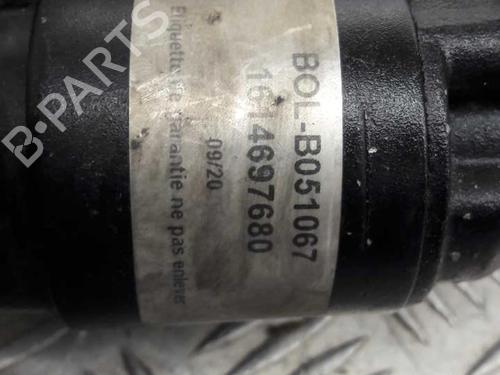 BOL-B051067
1614697680
09/20
Etiquette de garantie ne pas enlever
B-PARTS